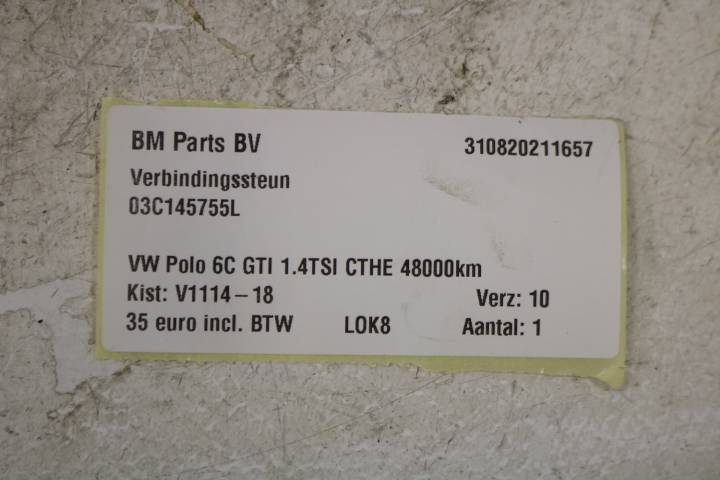 BM Parts BV 310820211657
Verbindingssteun
03C145755L
VW Polo 6C GTI 1.4TSI CTHE 48000km
Kist: V1114-18 Verz: 10
35 euro incl. BTW LOK8 Aantal: 1